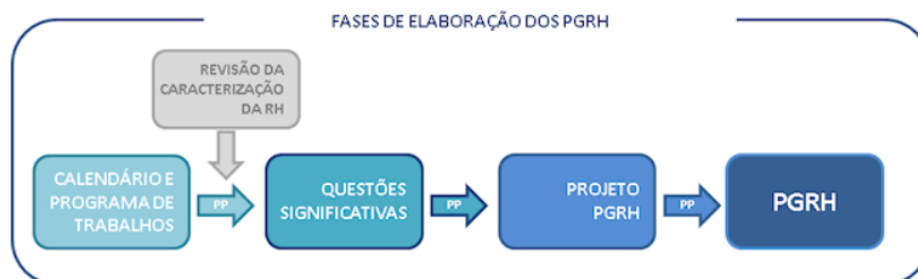 FASES DE ELABORAÇÃO DOS PGRH
REVISÃO DA
CARACTERIZAÇÃO
DA RH
CALENDÁRIO E
PROGRAMA DE
TRABALHOS
PP
QUESTÕES
SIGNIFICATIVAS
PP
PROJETO
PGRH
PP
PGRH